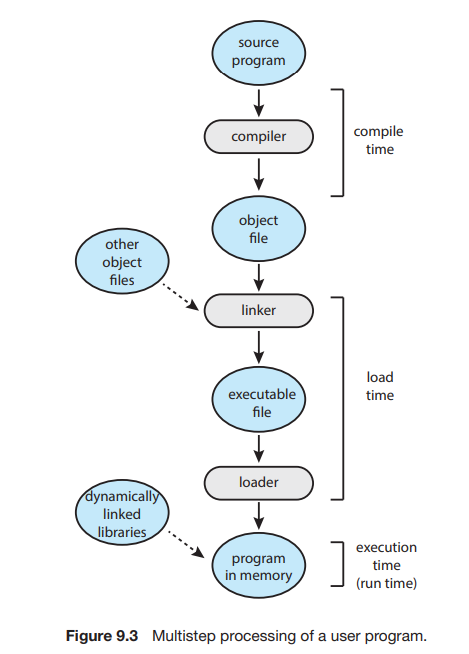 source
program
compiler
compile
time
object
file
other
object
files
linker
load
time
executable
file
loader
dynamically
linked
libraries
program
in memory
execution
time
(run time)
Figure 9.3 Multistep processing of a user program.